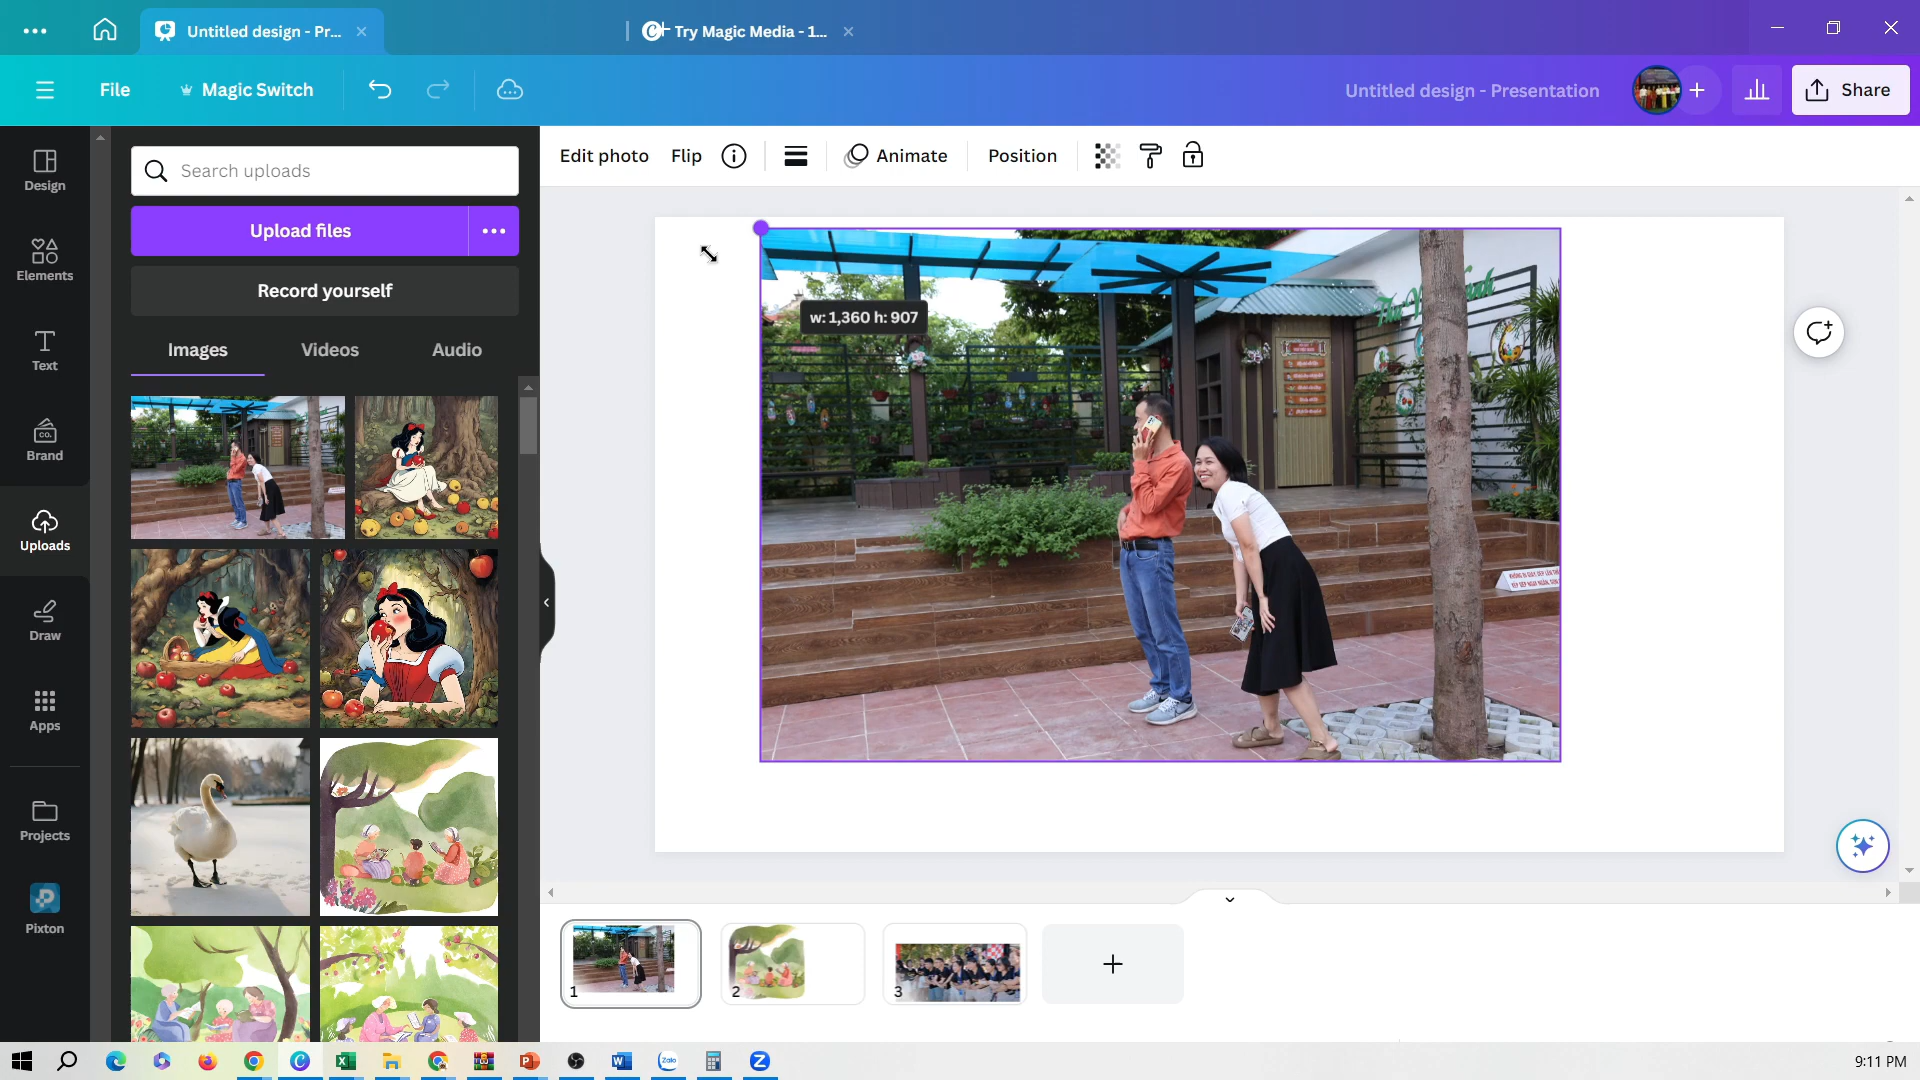 Untitled design - Pr...
Try Magic Media - 1...
File
Magic Switch
Untitled design - Presentation
Share
Design
Elements
Text
Brand
Uploads
Draw
Apps
Projects
Pixton
Search uploads
Upload files
Record yourself
Images
Videos
Audio
Edit photo
Flip
Animate
Position
w: 1,360 h: 907
1
2
3
Zalo
9:11 PM